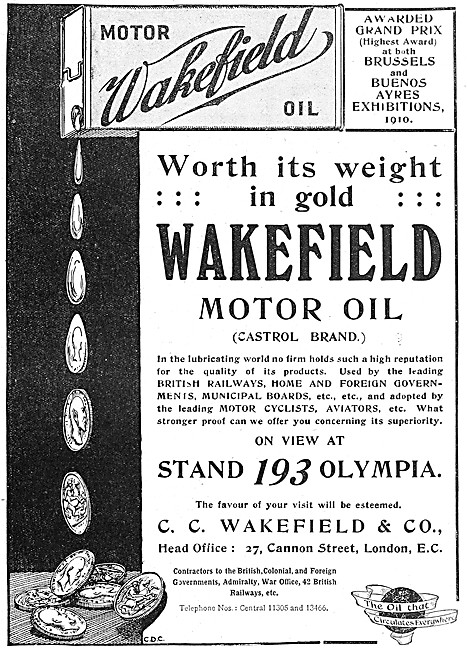 MOTOR
Wakefield
OIL
AWARDED
GRAND PRIX
(Highest Award)
at both
BRUSSELS
and
BUENOS
AYRES
EXHIBITIONS,
1910.
Worth its weight
: : : in gold : : :
WAKEFIELD
MOTOR OIL
(CASTROL BRAND.)
In the lubricating world no firm holds such a high reputation
for the quality of its products. Used by the leading
BRITISH RAILWAYS, HOME AND FOREIGN GOVERN-
MENTS, MUNICIPAL BOARDS, etc., etc., and adopted by
the leading MOTOR CYCLISTS, AVIATORS, etc. What
stronger proof can we offer you concerning its superiority.
ON VIEW AT
STAND 193 OLYMPIA.
The favour of your visit will be esteemed.
C. C. WAKEFIELD & CO.,
Head Office : 27, Cannon Street, London, E.C.
Contractors to the British, Colonial, and Foreign
Governments, Admiralty, War Office, 42 British
Railways, etc.
Telephone Nos.: Central 11305 and 13466.
The Oil that
Circulates Everywhere
C.D.C.